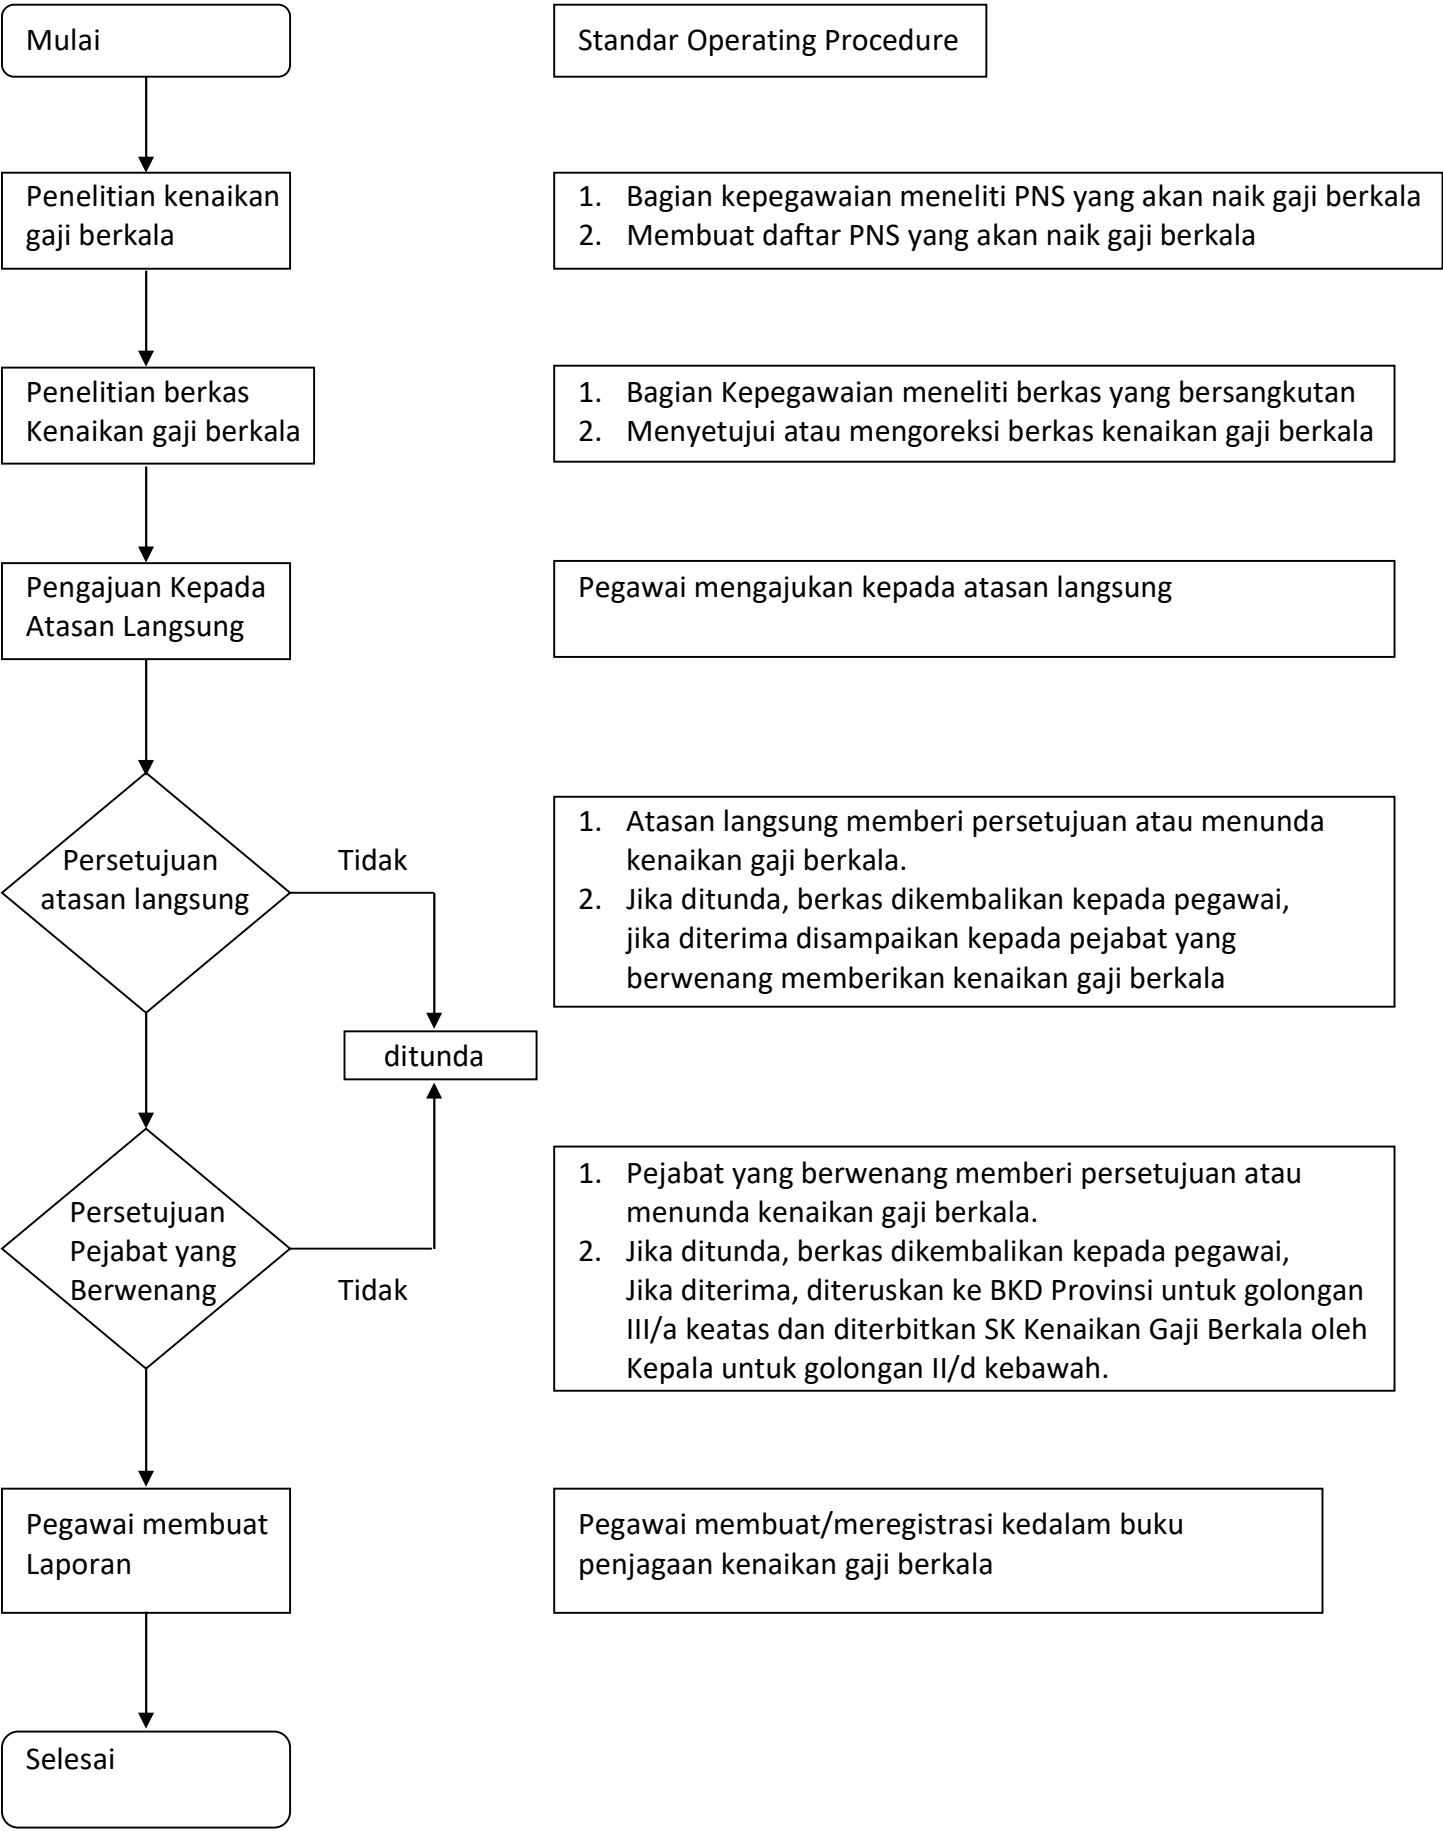 Mulai
Standar Operating Procedure
Penelitian kenaikan
gaji berkala
1. Bagian kepegawaian meneliti PNS yang akan naik gaji berkala
2. Membuat daftar PNS yang akan naik gaji berkala
Penelitian berkas
Kenaikan gaji berkala
1. Bagian Kepegawaian meneliti berkas yang bersangkutan
2. Menyetujui atau mengoreksi berkas kenaikan gaji berkala
Pengajuan Kepada
Atasan Langsung
Pegawai mengajukan kepada atasan langsung
Persetujuan
atasan langsung
Tidak
1. Atasan langsung memberi persetujuan atau menunda
kenaikan gaji berkala.
2. Jika ditunda, berkas dikembalikan kepada pegawai,
jika diterima disampaikan kepada pejabat yang
berwenang memberikan kenaikan gaji berkala
ditunda
Persetujuan
Pejabat yang
Berwenang
Tidak
1. Pejabat yang berwenang memberi persetujuan atau
menunda kenaikan gaji berkala.
2. Jika ditunda, berkas dikembalikan kepada pegawai,
Jika diterima, diteruskan ke BKD Provinsi untuk golongan
III/a keatas dan diterbitkan SK Kenaikan Gaji Berkala oleh
Kepala untuk golongan II/d kebawah.
Pegawai membuat
Laporan
Pegawai membuat/meregistrasi kedalam buku
penjagaan kenaikan gaji berkala
Selesai